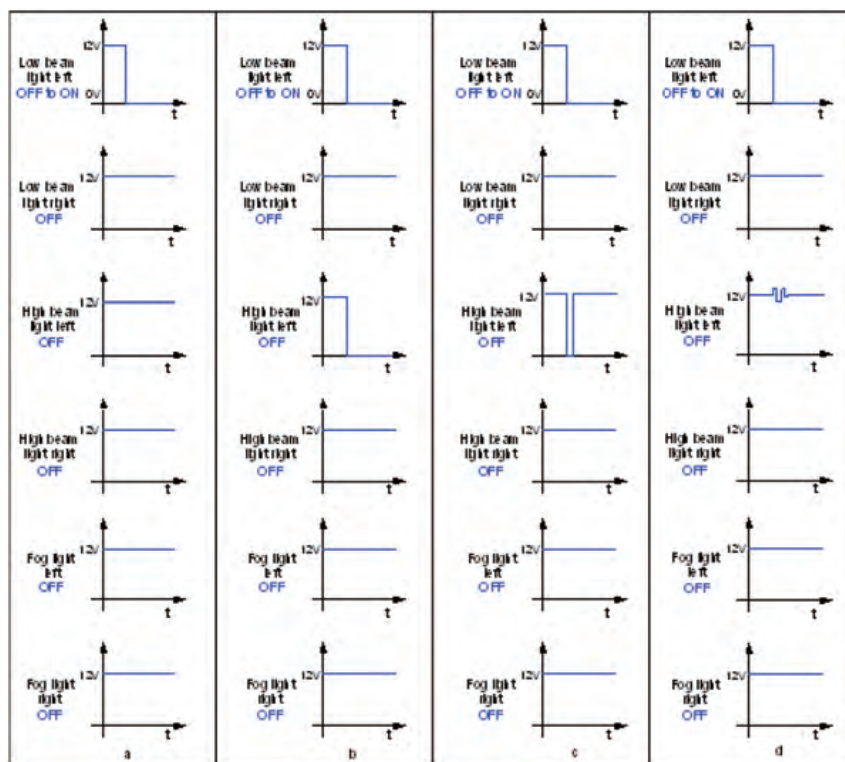 12V
Low beam
light left
OFF to ON 0V
t
12V
Low beam
light right
OFF
t
12V
High beam
light left
OFF
t
12V
High beam
light right
OFF
t
12V
Fog light
left
OFF
t
12V
Fog light
right
OFF
t
a
12V
Low beam
light left
OFF to ON 0V
t
12V
Low beam
light right
OFF
t
12V
High beam
light left
OFF
t
12V
High beam
light right
OFF
t
12V
Fog light
left
OFF
t
12V
Fog light
right
OFF
t
b
12V
Low beam
light left
OFF to ON 0V
t
12V
Low beam
light right
OFF
t
12V
High beam
light left
OFF
t
12V
High beam
light right
OFF
t
12V
Fog light
left
OFF
t
12V
Fog light
right
OFF
t
c
12V
Low beam
light left
OFF to ON 0V
t
12V
Low beam
light right
OFF
t
12V
High beam
light left
OFF
t
12V
High beam
light right
OFF
t
12V
Fog light
left
OFF
t
12V
Fog light
right
OFF
t
d